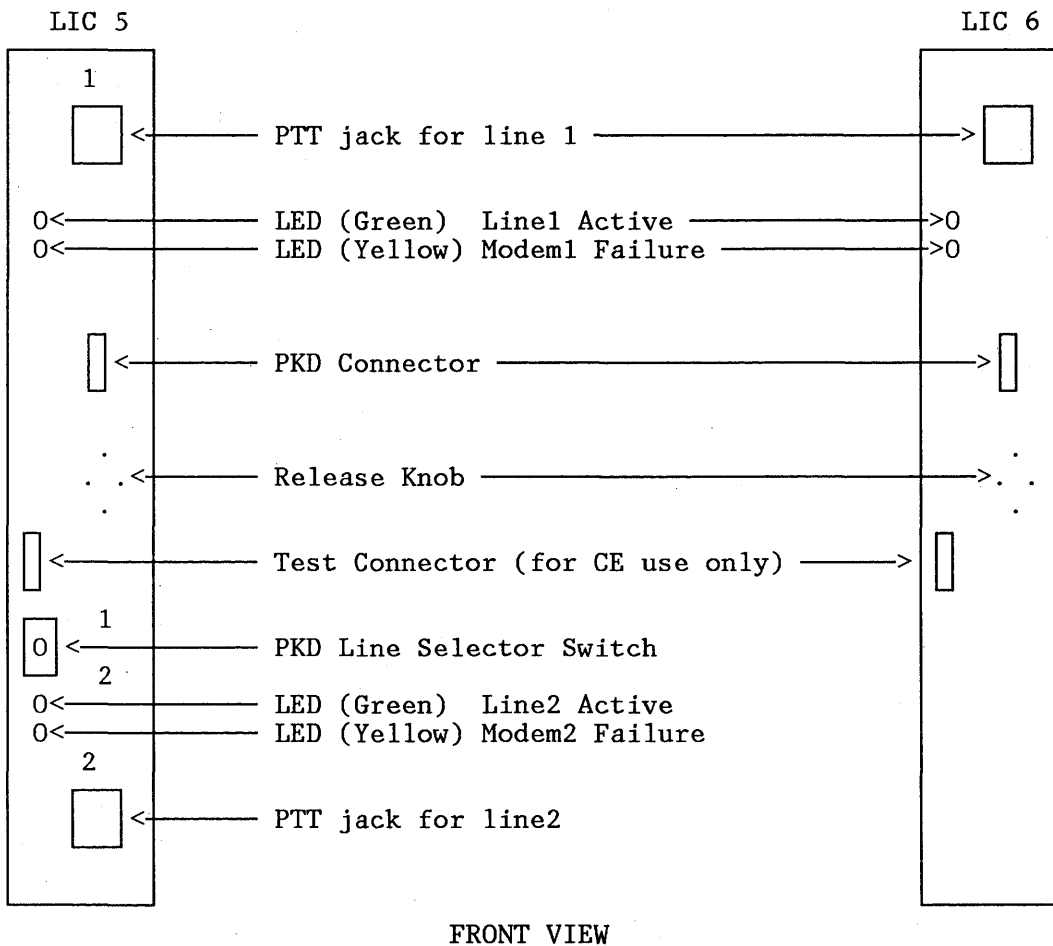 LIC 5 LIC 6
1
PTT jack for line 1
LED (Green) Line1 Active
LED (Yellow) Modem1 Failure
PKD Connector
Release Knob
Test Connector (for CE use only)
1
PKD Line Selector Switch
2
LED (Green) Line2 Active
LED (Yellow) Modem2 Failure
2
PTT jack for line2
FRONT VIEW